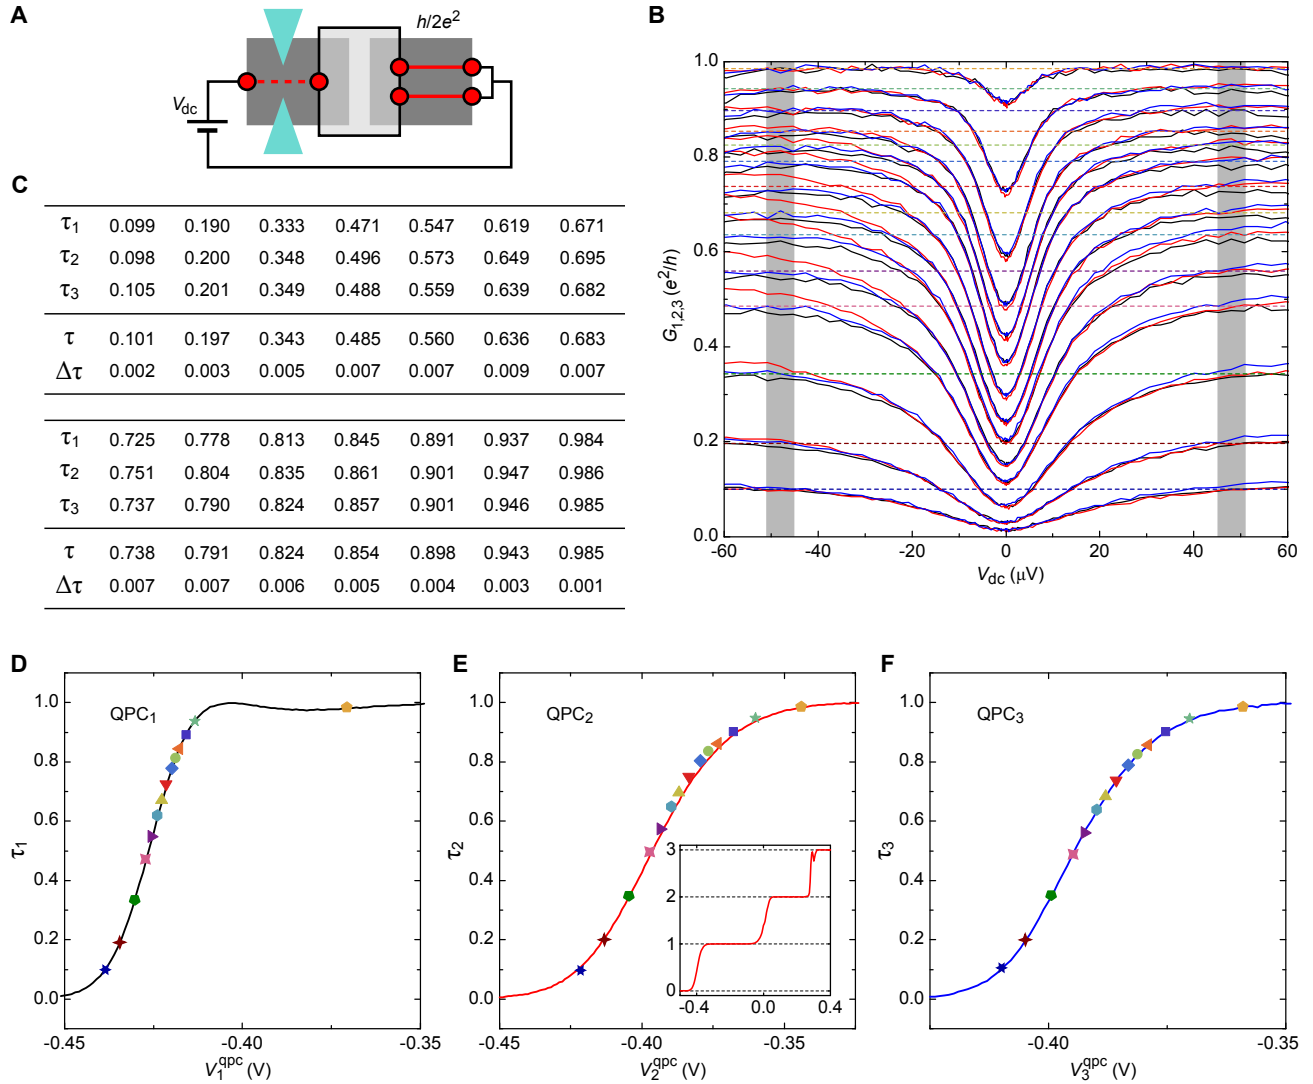 A
h/2e²
V_dc
B
G_1,2,3 (e²/h)
1.0
0.8
0.6
0.4
0.2
0.0
-60 -40 -20 0 20 40 60
V_dc (μV)
C
τ₁ 0.099 0.190 0.333 0.471 0.547 0.619 0.671
τ₂ 0.098 0.200 0.348 0.496 0.573 0.649 0.695
τ₃ 0.105 0.201 0.349 0.488 0.559 0.639 0.682
τ 0.101 0.197 0.343 0.485 0.560 0.636 0.683
Δτ 0.002 0.003 0.005 0.007 0.007 0.009 0.007
τ₁ 0.725 0.778 0.813 0.845 0.891 0.937 0.984
τ₂ 0.751 0.804 0.835 0.861 0.901 0.947 0.986
τ₃ 0.737 0.790 0.824 0.857 0.901 0.946 0.985
τ 0.738 0.791 0.824 0.854 0.898 0.943 0.985
Δτ 0.007 0.007 0.006 0.005 0.004 0.003 0.001
D
QPC₁
τ₁
1.0
0.8
0.6
0.4
0.2
0.0
-0.45 -0.40 -0.35
V₁^qpc (V)
E
QPC₂
τ₂
1.0
0.8
0.6
0.4
0.2
0.0
3
2
1
0
-0.4 0.0 0.4
-0.45 -0.40 -0.35
V₂^qpc (V)
F
QPC₃
τ₃
1.0
0.8
0.6
0.4
0.2
0.0
-0.40 -0.35
V₃^qpc (V)